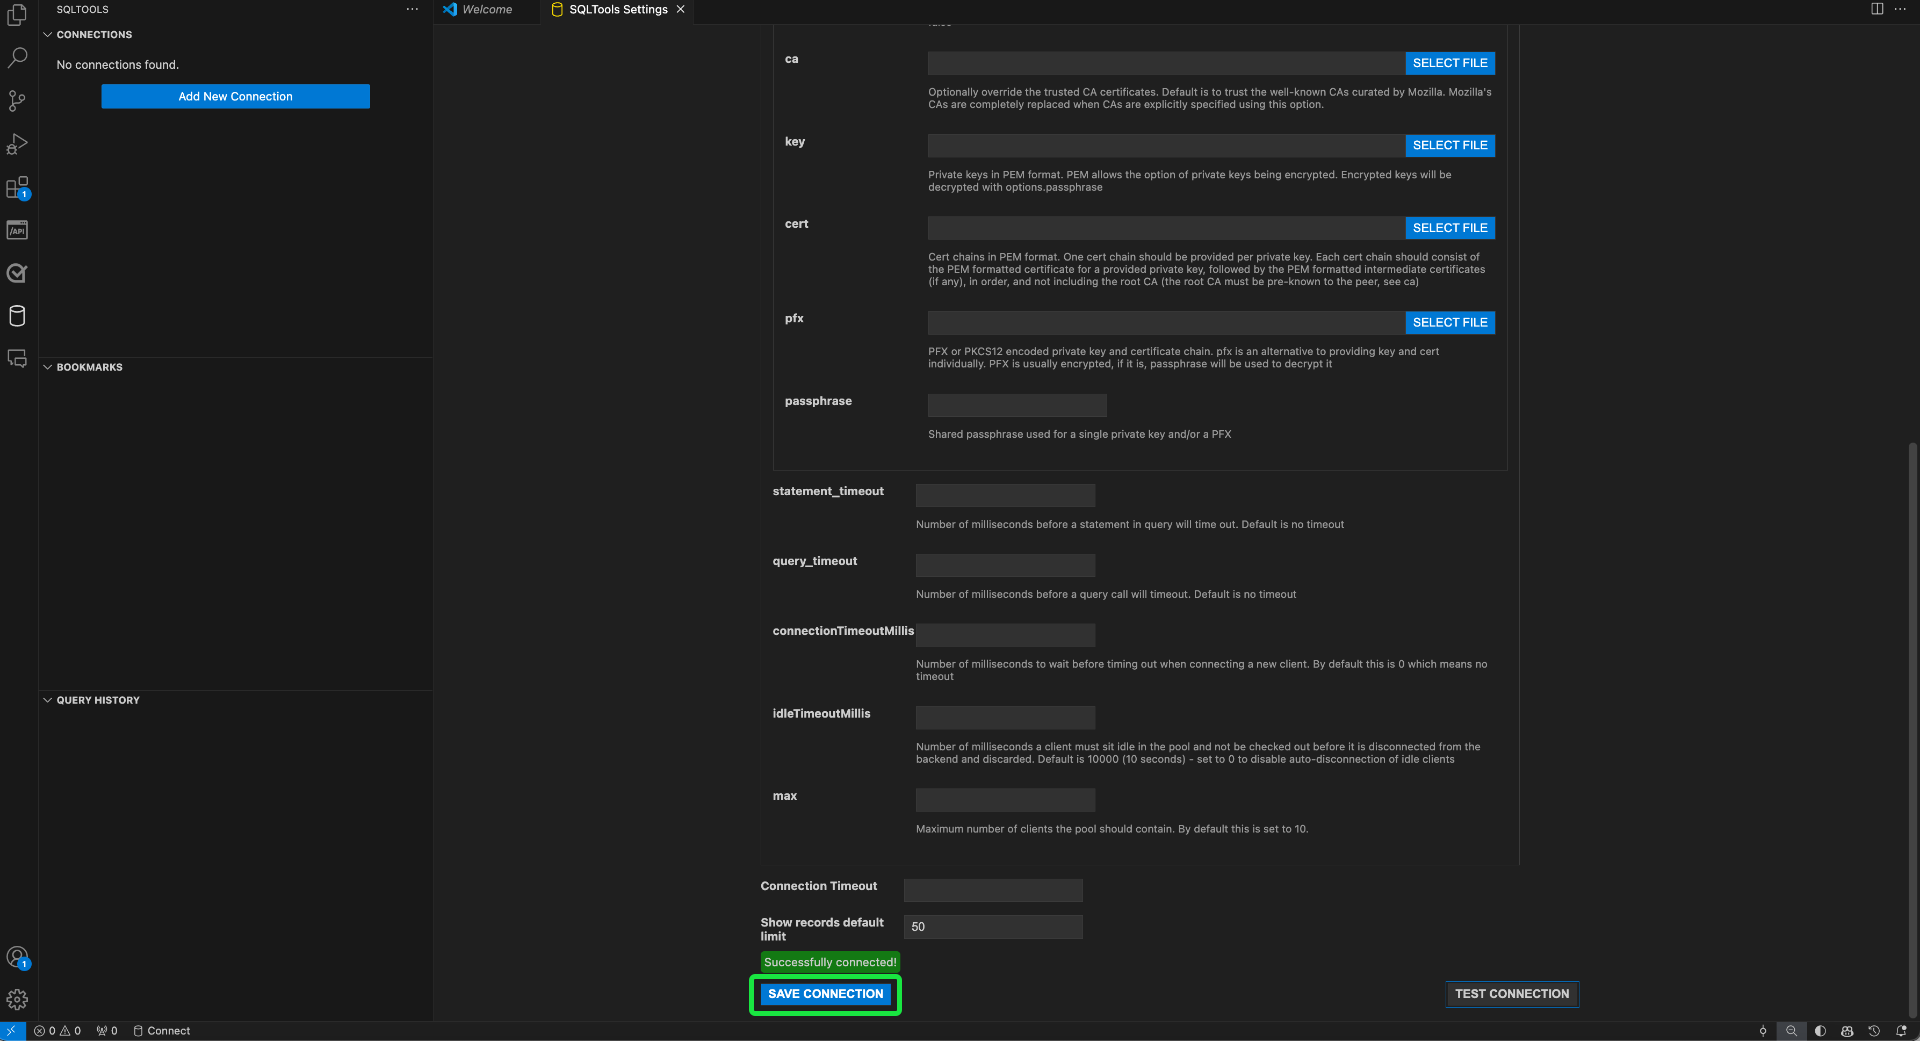 SQLTOOLS
Welcome
SQLTools Settings
CONNECTIONS
No connections found.
Add New Connection
BOOKMARKS
QUERY HISTORY
1
/API
1
ca
SELECT FILE
Optionally override the trusted CA certificates. Default is to trust the well-known CAs curated by Mozilla. Mozilla's
CAs are completely replaced when CAs are explicitly specified using this option.
key
SELECT FILE
Private keys in PEM format. PEM allows the option of private keys being encrypted. Encrypted keys will be
decrypted with options.passphrase
cert
SELECT FILE
Cert chains in PEM format. One cert chain should be provided per private key. Each cert chain should consist of
the PEM formatted certificate for a provided private key, followed by the PEM formatted intermediate certificates
(if any), in order, and not including the root CA (the root CA must be pre-known to the peer, see ca)
pfx
SELECT FILE
PFX or PKCS12 encoded private key and certificate chain. pfx is an alternative to providing key and cert
individually. PFX is usually encrypted, if it is, passphrase will be used to decrypt it
passphrase
Shared passphrase used for a single private key and/or a PFX
statement_timeout
Number of milliseconds before a statement in query will time out. Default is no timeout
query_timeout
Number of milliseconds before a query call will timeout. Default is no timeout
connectionTimeoutMillis
Number of milliseconds to wait before timing out when connecting a new client. By default this is 0 which means no
timeout
idleTimeoutMillis
Number of milliseconds a client must sit idle in the pool and not be checked out before it is disconnected from the
backend and discarded. Default is 10000 (10 seconds) - set to 0 to disable auto-disconnection of idle clients
max
Maximum number of clients the pool should contain. By default this is set to 10.
Connection Timeout
Show records default
limit
50
Successfully connected!
SAVE CONNECTION
TEST CONNECTION
0 0 0 Connect